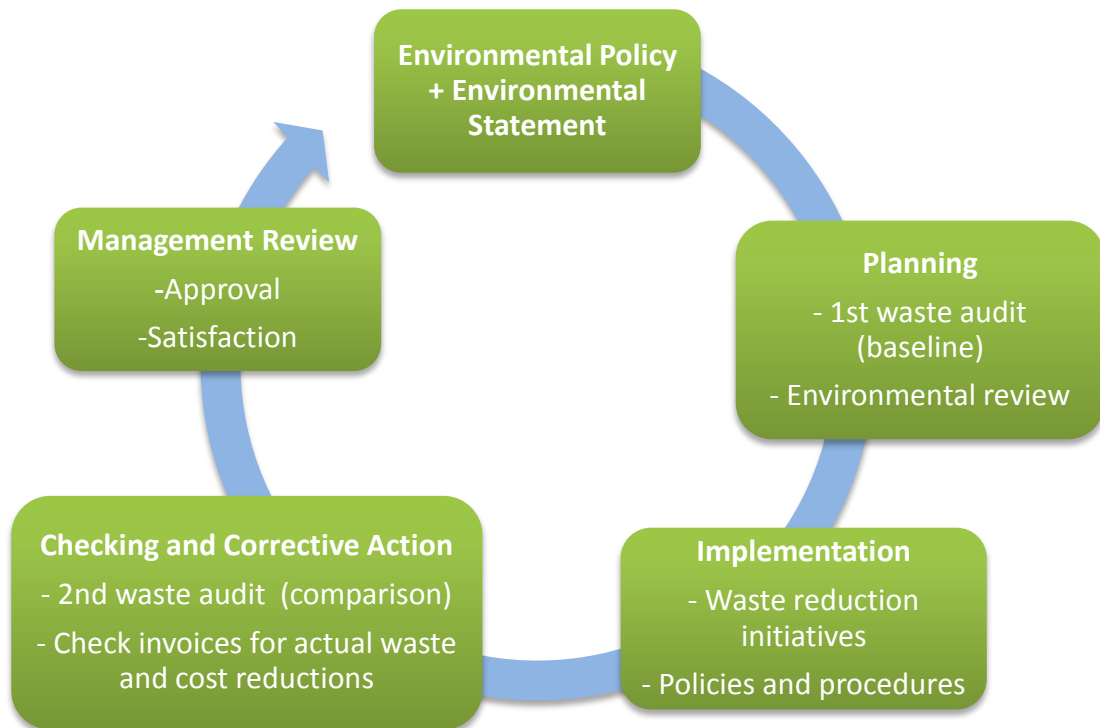 Environmental Policy
+ Environmental
Statement
Planning
- 1st waste audit
(baseline)
- Environmental review
Implementation
- Waste reduction
initiatives
- Policies and procedures
Checking and Corrective Action
- 2nd waste audit  (comparison)
- Check invoices for actual waste
and cost reductions
Management Review
-Approval
-Satisfaction